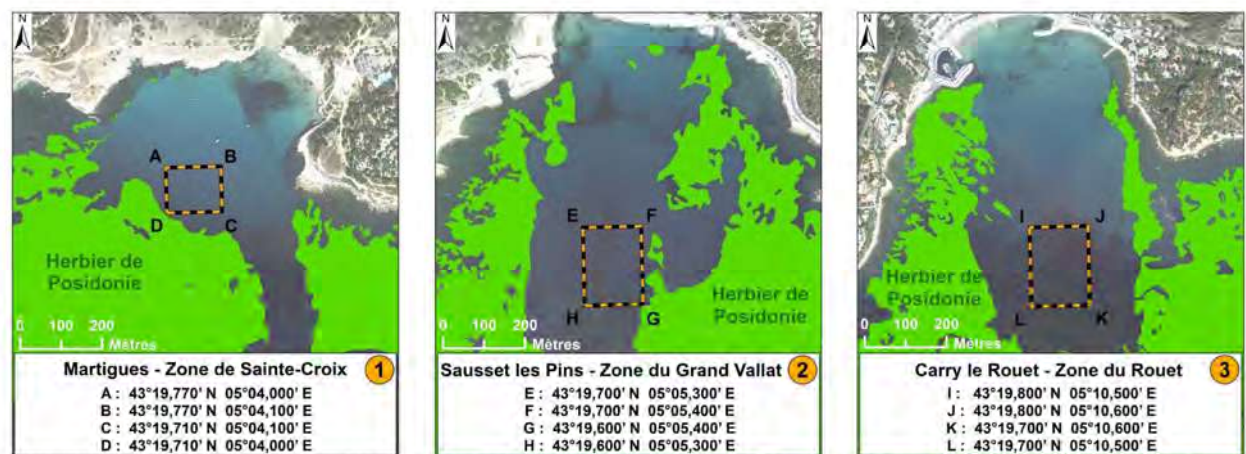 N
A
B
D
C
Herbier de
Posidonie
0 100 200
Mètres
Martigues - Zone de Sainte-Croix 1
A : 43°19,770' N 05°04,000' E
B : 43°19,770' N 05°04,100' E
C : 43°19,710' N 05°04,100' E
D : 43°19,710' N 05°04,000' E
N
E
F
H
G
Herbier de
Posidonie
0 100 200
Mètres
Sausset les Pins - Zone du Grand Vallat 2
E : 43°19,700' N 05°05,300' E
F : 43°19,700' N 05°05,400' E
G : 43°19,600' N 05°05,400' E
H : 43°19,600' N 05°05,300' E
N
I
J
L
K
Herbier de
Posidonie
0 100 200
Mètres
Carry le Rouet - Zone du Rouet 3
I : 43°19,800' N 05°10,500' E
J : 43°19,800' N 05°10,600' E
K : 43°19,700' N 05°10,600' E
L : 43°19,700' N 05°10,500' E